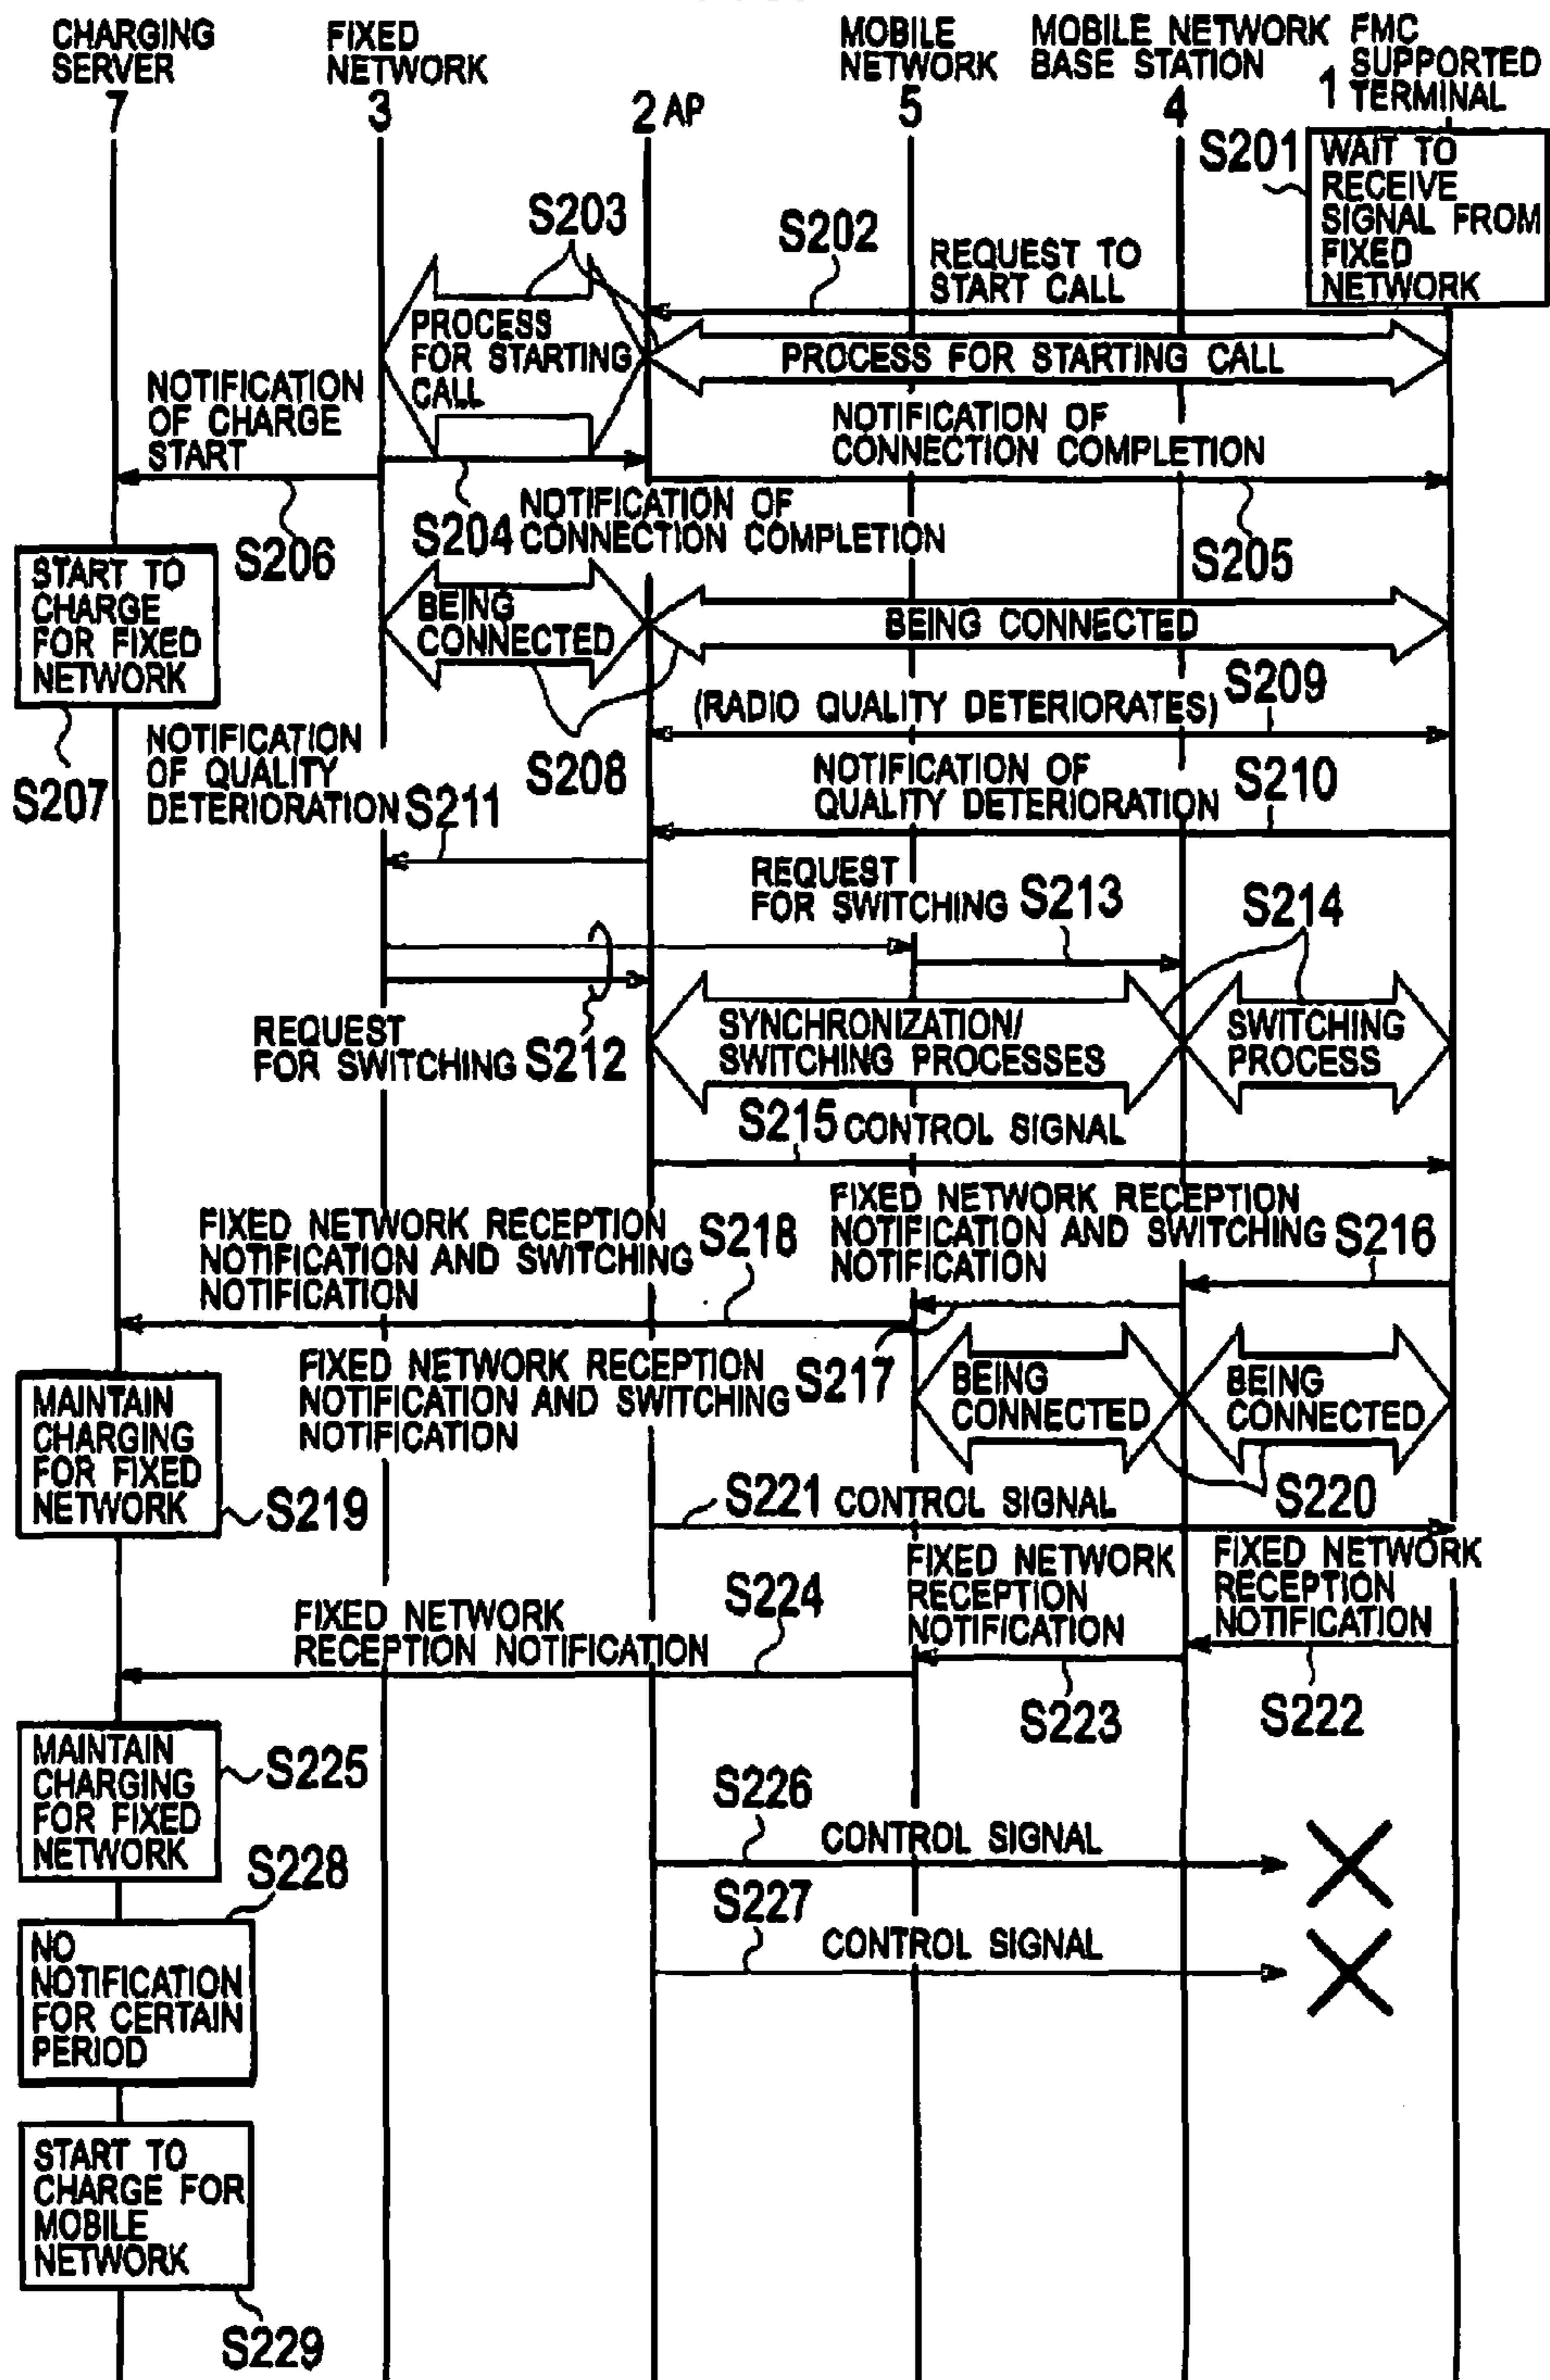 CHARGING
SERVER
7
FIXED
NETWORK
3
2 AP
MOBILE
NETWORK
5
MOBILE NETWORK
BASE STATION
4
FMC
SUPPORTED
TERMINAL
1
S201
WAIT TO
RECEIVE
SIGNAL FROM
FIXED
NETWORK
S203
S202
REQUEST TO
START CALL
PROCESS
FOR STARTING
CALL
PROCESS FOR STARTING CALL
NOTIFICATION
OF CHARGE
START
NOTIFICATION OF
CONNECTION COMPLETION
S206
S204
NOTIFICATION OF
CONNECTION COMPLETION
S205
START TO
CHARGE
FOR FIXED
NETWORK
BEING
CONNECTED
BEING CONNECTED
(RADIO QUALITY DETERIORATES)
S209
S207
NOTIFICATION
OF QUALITY
DETERIORATION
S211
S208
NOTIFICATION OF
QUALITY DETERIORATION
S210
REQUEST
FOR SWITCHING
S213
S214
REQUEST
FOR SWITCHING
S212
SYNCHRONIZATION/
SWITCHING PROCESSES
SWITCHING
PROCESS
S215
CONTROL SIGNAL
FIXED NETWORK RECEPTION
NOTIFICATION AND SWITCHING
NOTIFICATION
S218
FIXED NETWORK RECEPTION
NOTIFICATION AND SWITCHING
NOTIFICATION
S216
FIXED NETWORK RECEPTION
NOTIFICATION AND SWITCHING
NOTIFICATION
S217
BEING
CONNECTED
BEING
CONNECTED
MAINTAIN
CHARGING
FOR FIXED
NETWORK
S219
S220
S221
CONTROL SIGNAL
FIXED NETWORK
RECEPTION NOTIFICATION
S224
FIXED NETWORK
RECEPTION
NOTIFICATION
FIXED NETWORK
RECEPTION
NOTIFICATION
S223
S222
MAINTAIN
CHARGING
FOR FIXED
NETWORK
S225
S226
CONTROL SIGNAL
S228
S227
CONTROL SIGNAL
NO
NOTIFICATION
FOR CERTAIN
PERIOD
START TO
CHARGE FOR
MOBILE
NETWORK
S229